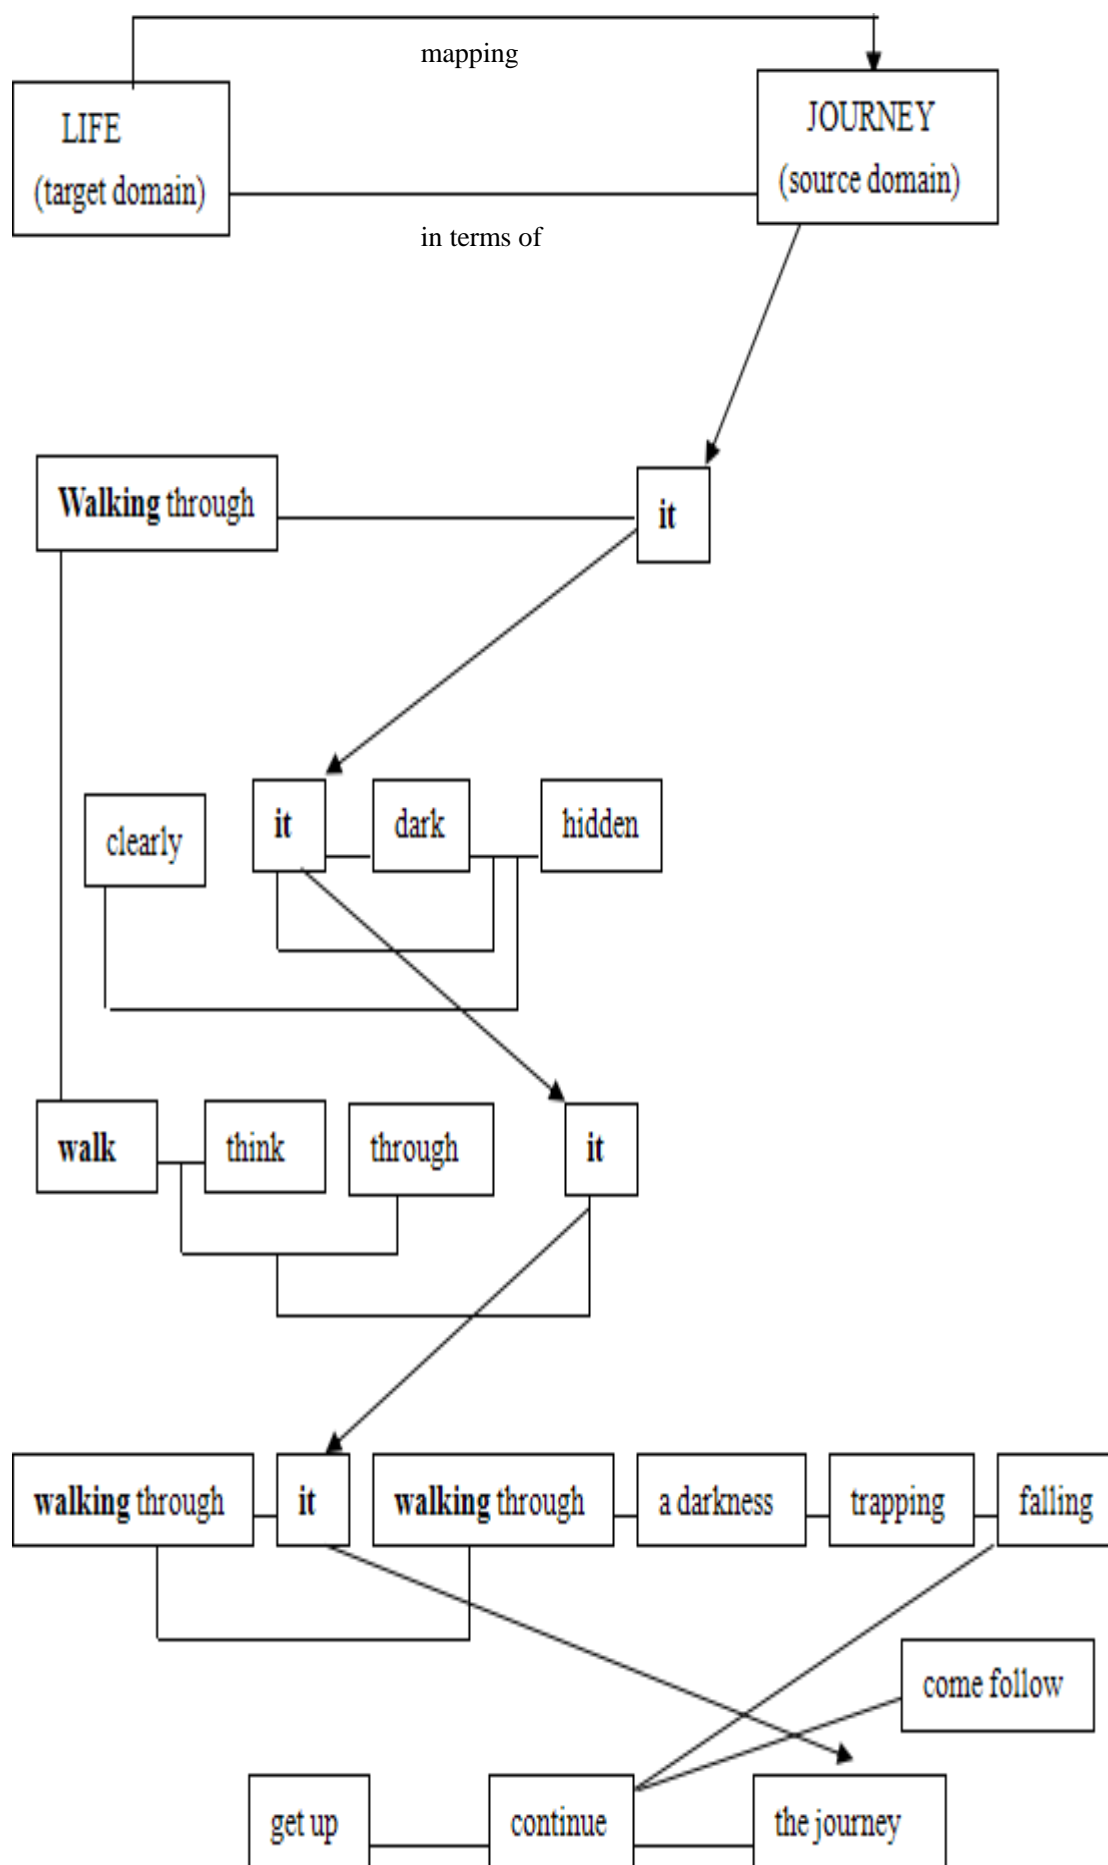 mapping
LIFE
(target domain)
JOURNEY
(source domain)
in terms of
Walking through
it
clearly
it
dark
hidden
walk
think
through
it
walking through
it
walking through
a darkness
trapping
falling
come follow
get up
continue
the journey